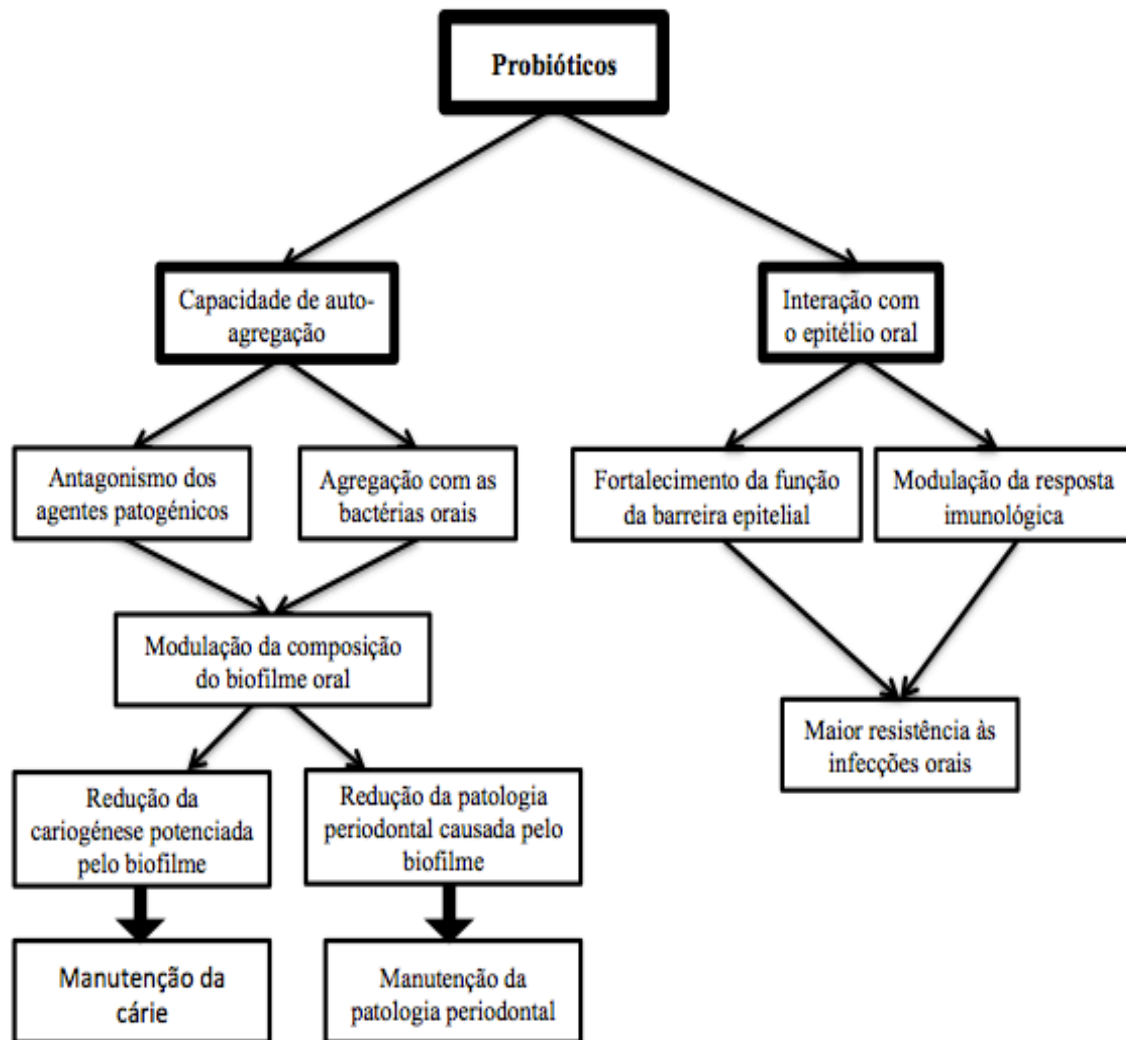 Probióticos
Capacidade de auto-
agregação
Interação com
o epitélio oral
Antagonismo dos
agentes patogénicos
Agregação com as
bactérias orais
Fortalecimento da função
da barreira epitelial
Modulação da resposta
imunológica
Modulação da composição
do biofilme oral
Maior resistência às
infecções orais
Redução da
cariogénese potenciada
pelo biofilme
Redução da patologia
periodontal causada pelo
biofilme
Manutenção da
cárie
Manutenção da
patologia periodontal